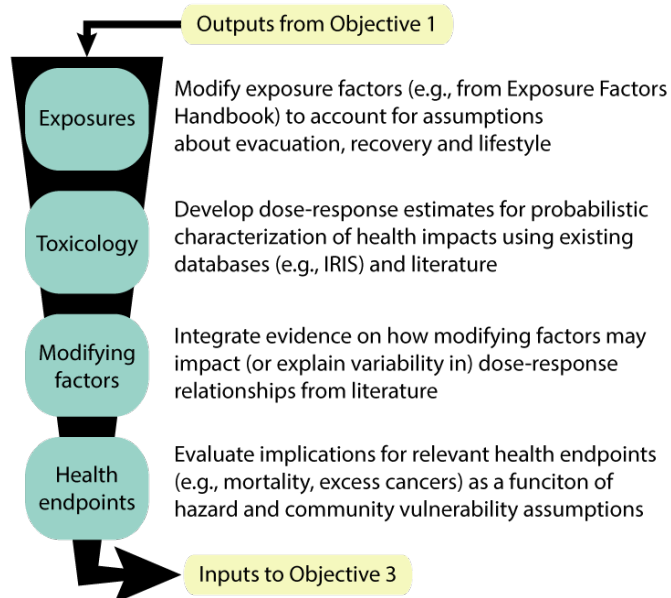 Outputs from Objective 1
Exposures
Modify exposure factors (e.g., from Exposure Factors
Handbook) to account for assumptions
about evacuation, recovery and lifestyle
Toxicology
Develop dose-response estimates for probabilistic
characterization of health impacts using existing
databases (e.g., IRIS) and literature
Modifying
factors
Integrate evidence on how modifying factors may
impact (or explain variability in) dose-response
relationships from literature
Health
endpoints
Evaluate implications for relevant health endpoints
(e.g., mortality, excess cancers) as a funciton of
hazard and community vulnerability assumptions
Inputs to Objective 3